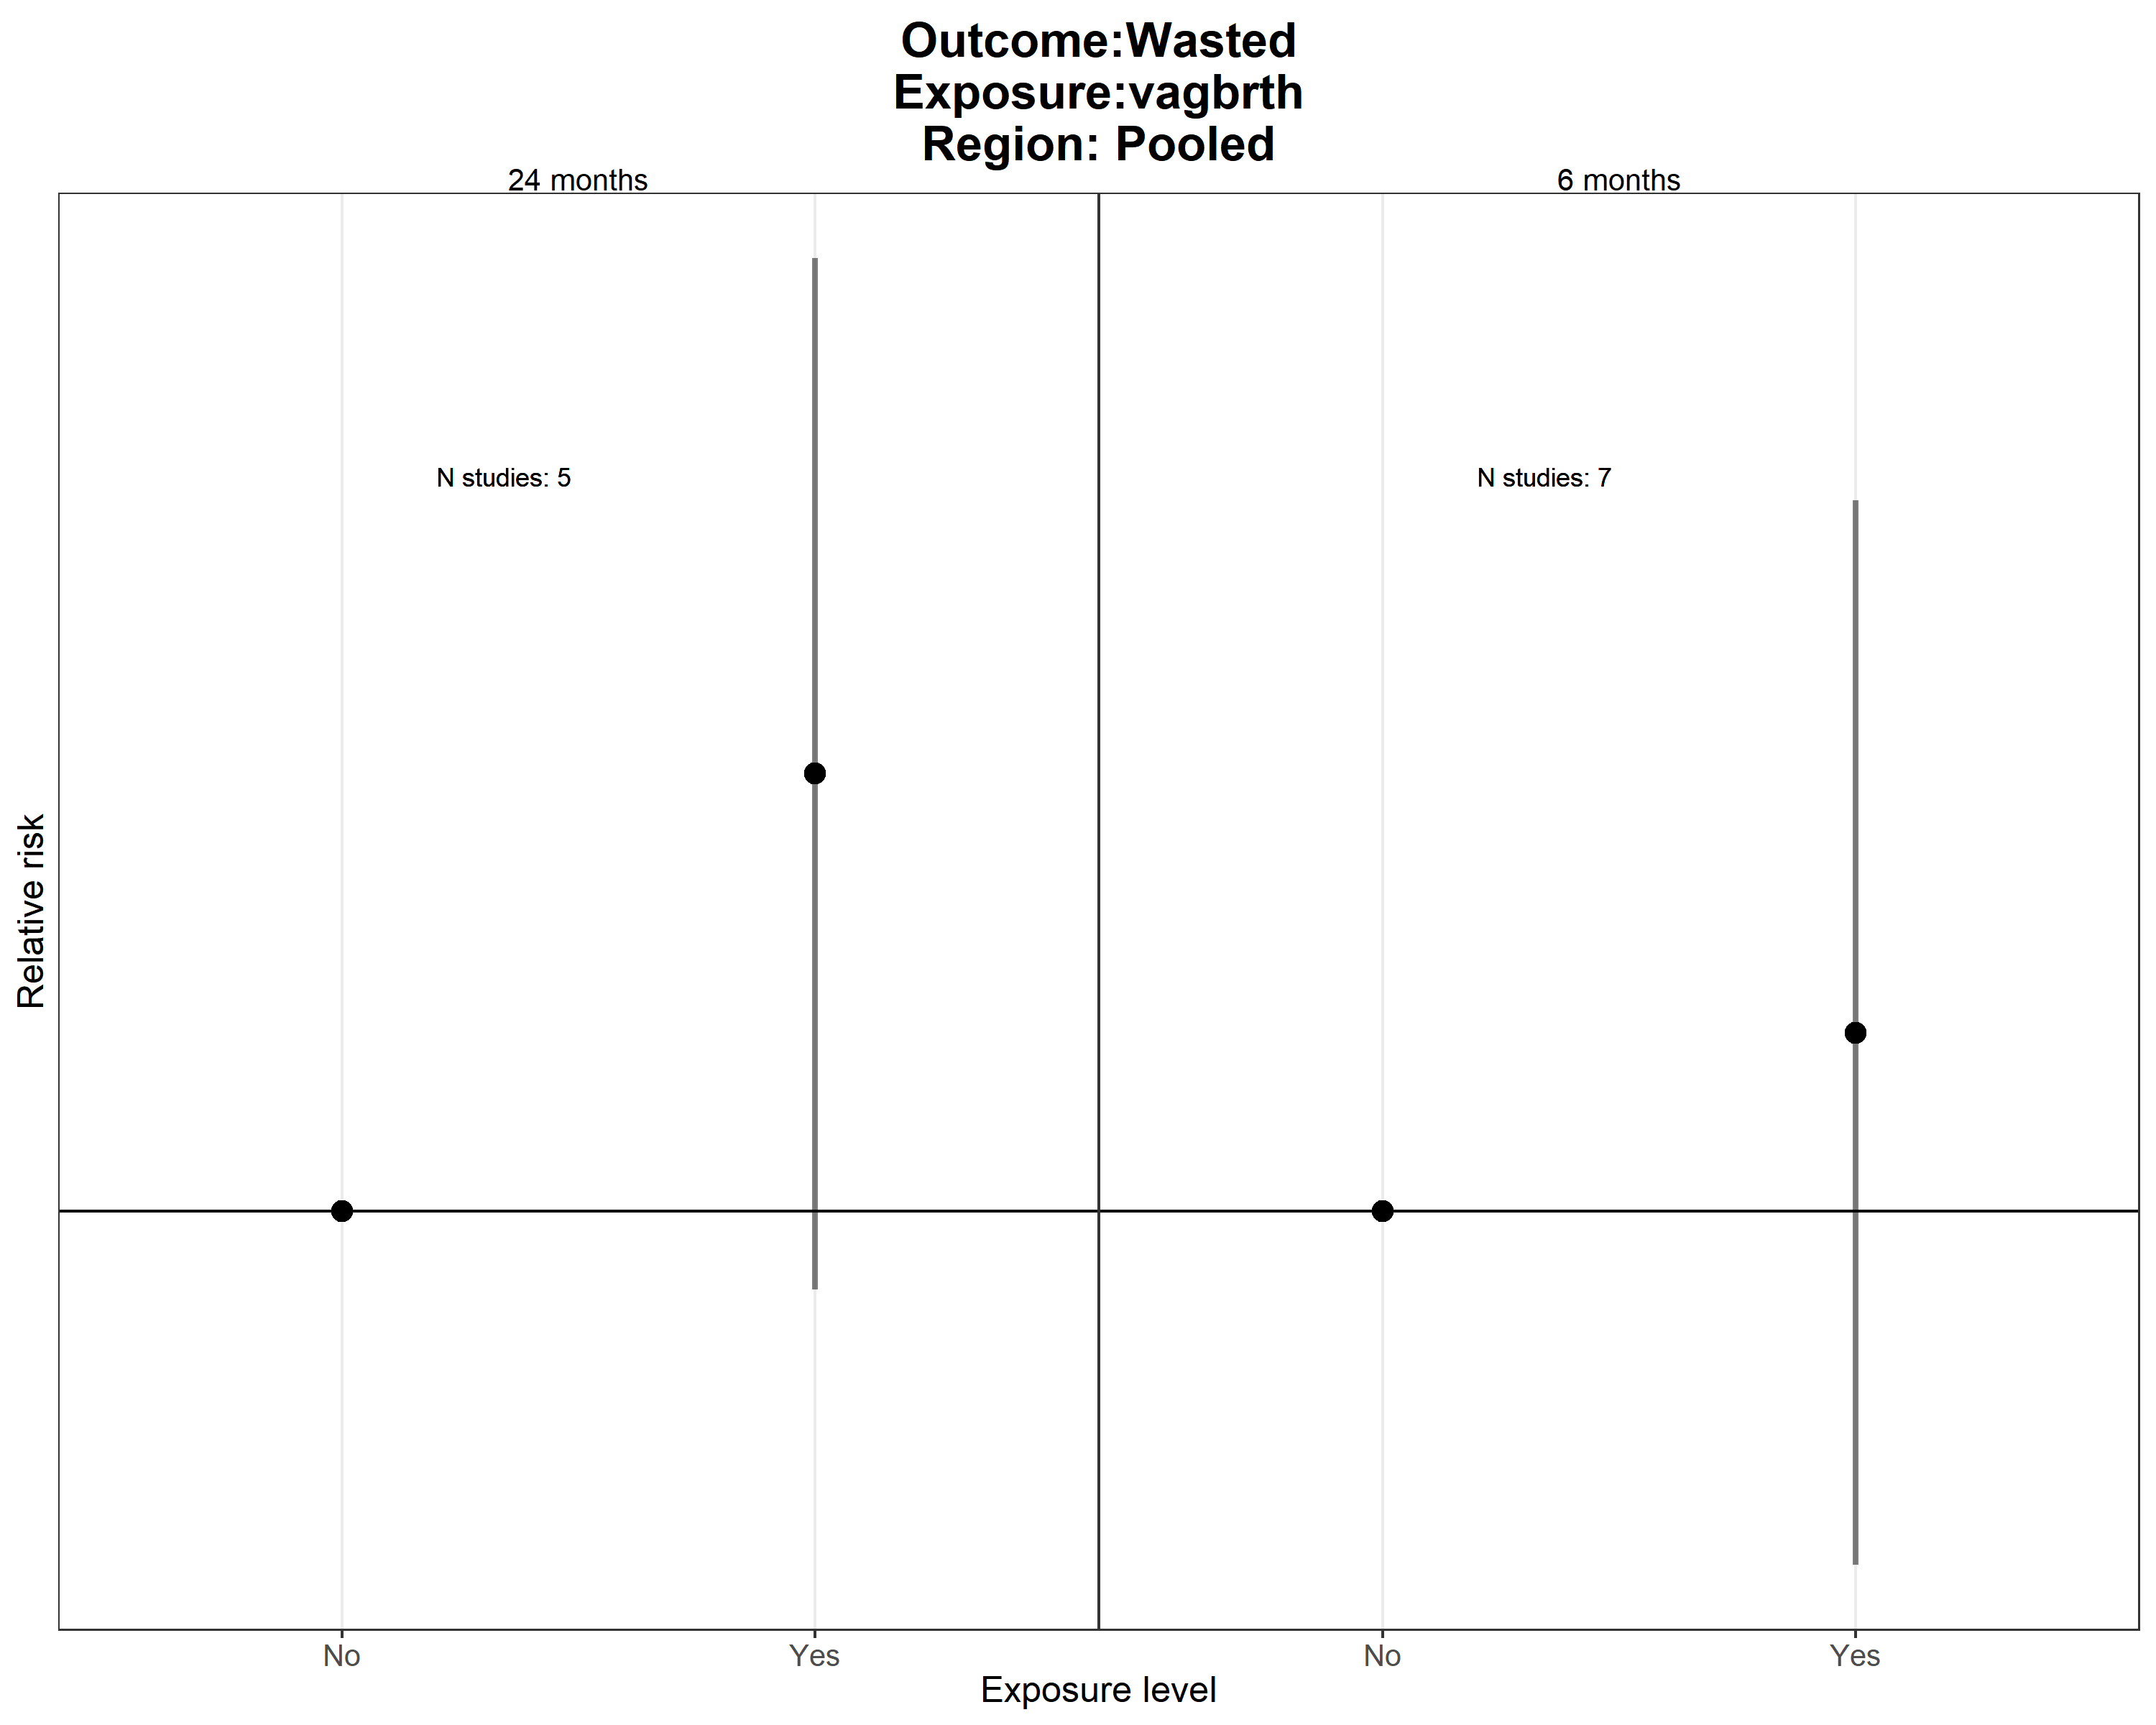 Outcome:Wasted
Exposure:vagbrth
Region: Pooled
24 months
6 months
N studies: 5
N studies: 7
Relative risk
No
Yes
No
Yes
Exposure level